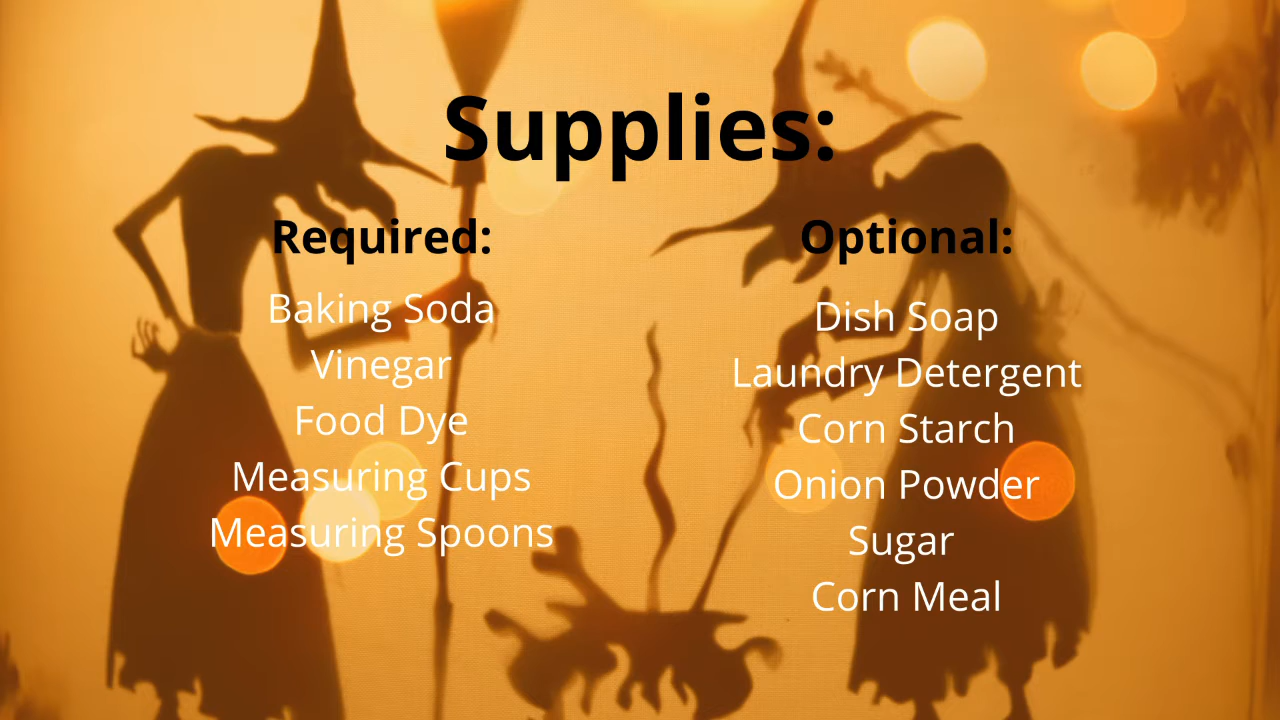 Supplies:
Required:
Baking Soda
Vinegar
Food Dye
Measuring Cups
Measuring Spoons
Optional:
Dish Soap
Laundry Detergent
Corn Starch
Onion Powder
Sugar
Corn Meal